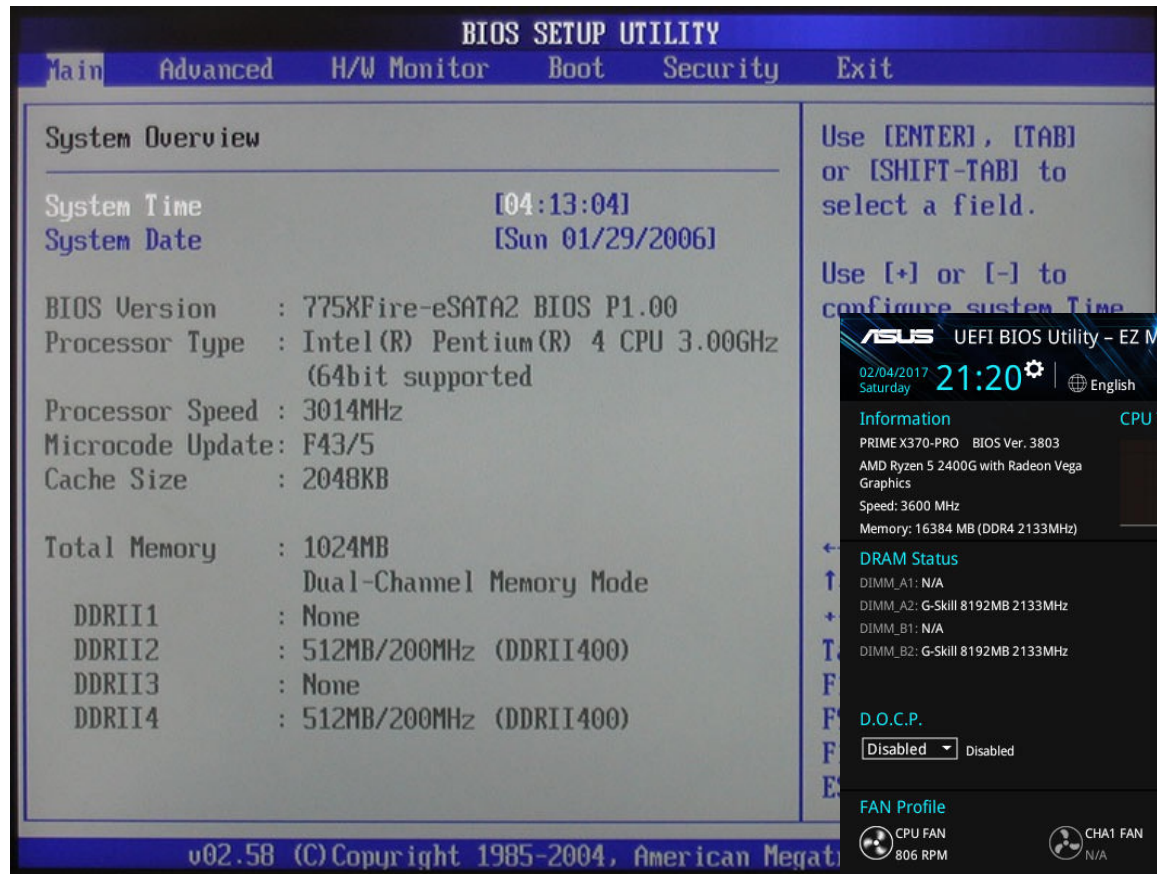 BIOS SETUP UTILITY
Main Advanced H/W Monitor Boot Security Exit
System Overview
System Time [04:13:04]
System Date [Sun 01/29/2006]
BIOS Version : 775XFire-eSATA2 BIOS P1.00
Processor Type : Intel(R) Pentium(R) 4 CPU 3.00GHz
(64bit supported
Processor Speed : 3014MHz
Microcode Update: F43/5
Cache Size : 2048KB
Total Memory : 1024MB
Dual-Channel Memory Mode
DDRII1 : None
DDRII2 : 512MB/200MHz (DDRII400)
DDRII3 : None
DDRII4 : 512MB/200MHz (DDRII400)
Use [ENTER], [TAB]
or [SHIFT-TAB] to
select a field.
Use [+] or [-] to
configure system Time
←
↑
+
T
F
F
F
E
v02.58 (C)Copyright 1985-2004, American Megat
ASUS UEFI BIOS Utility – EZ M
02/04/2017
Saturday
21:20
English
Information
CPU
PRIME X370-PRO BIOS Ver. 3803
AMD Ryzen 5 2400G with Radeon Vega
Graphics
Speed: 3600 MHz
Memory: 16384 MB (DDR4 2133MHz)
DRAM Status
DIMM_A1: N/A
DIMM_A2: G-Skill 8192MB 2133MHz
DIMM_B1: N/A
DIMM_B2: G-Skill 8192MB 2133MHz
D.O.C.P.
Disabled Disabled
FAN Profile
CPU FAN
806 RPM
CHA1 FAN
N/A